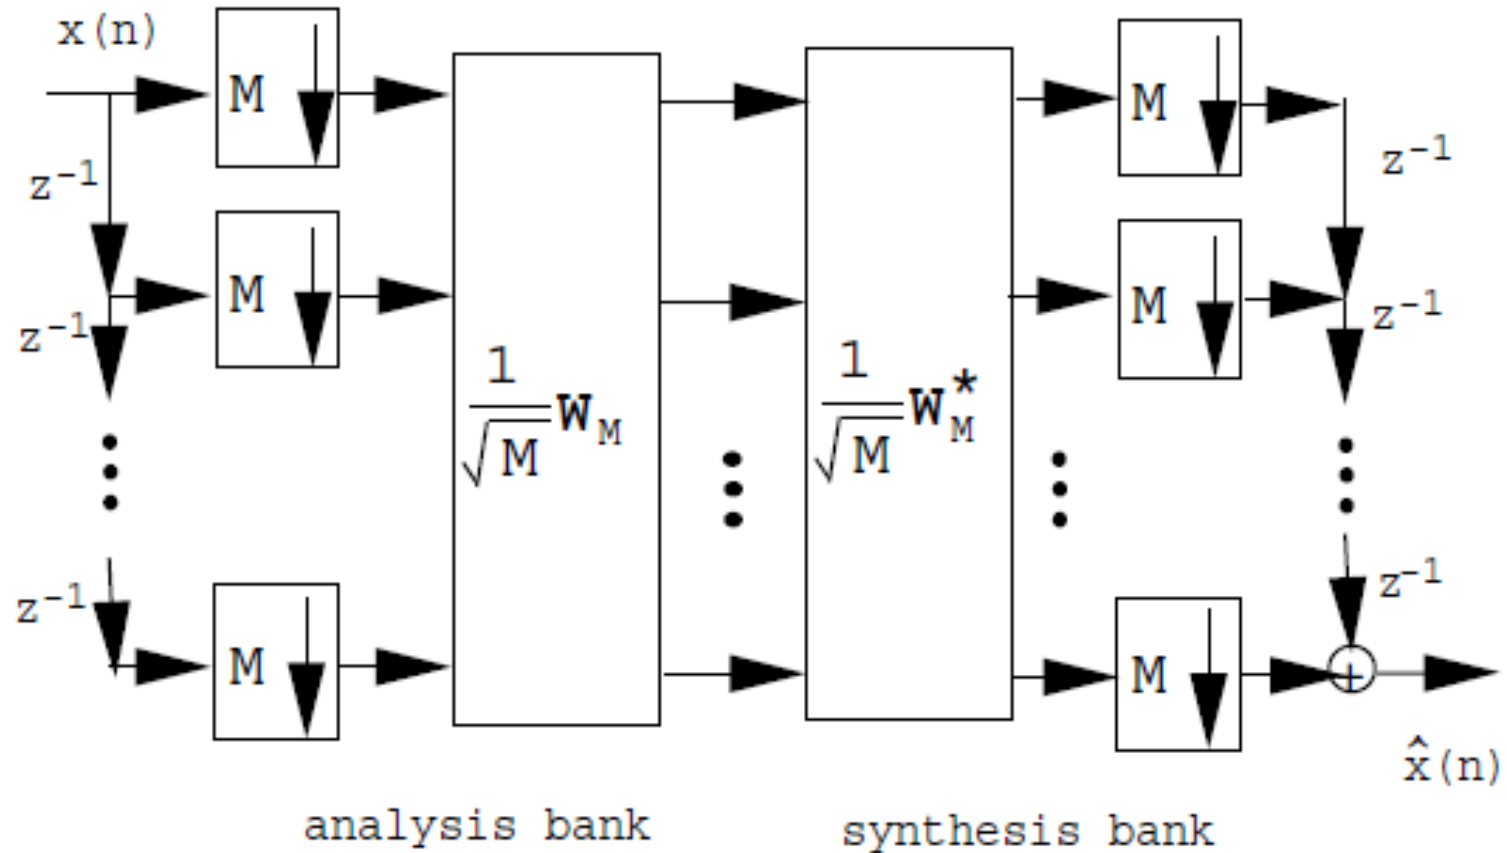 x(n)
M M
z⁻¹ z⁻¹
M M
z⁻¹ z⁻¹
1/√M W_M 1/√M W*_M
z⁻¹ z⁻¹
M M
x̂(n)
analysis bank synthesis bank